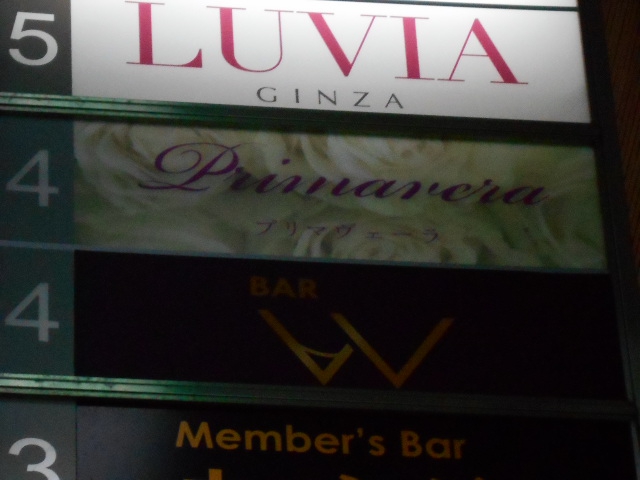 5
LUVIA
GINZA
4
Primavera
プリマヴェーラ
4
BAR
W
3
Member's Bar